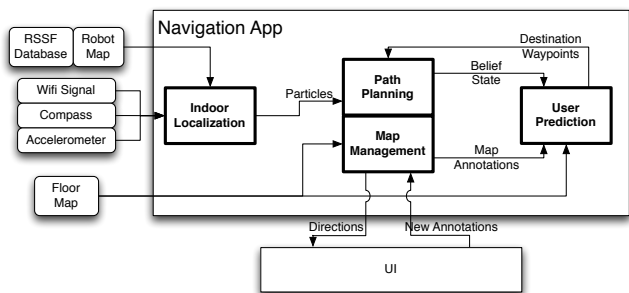 Navigation App
RSSF
Database
Robot
Map
Wifi Signal
Compass
Accelerometer
Floor
Map
Indoor
Localization
Particles
Path
Planning
Map
Management
Destination
Waypoints
Belief
State
User
Prediction
Map
Annotations
Directions
New Annotations
UI